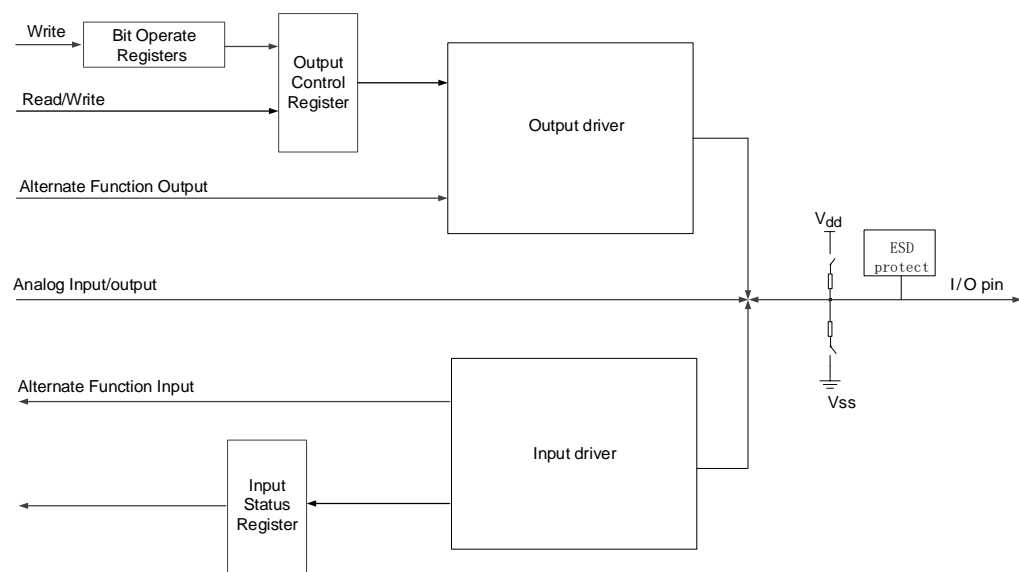 Write
Bit Operate
Registers
Output
Control
Register
Read/Write
Output driver
Alternate Function Output
Vdd
ESD
protect
Analog Input/output
I/O pin
Alternate Function Input
Vss
Input driver
Input
Status
Register